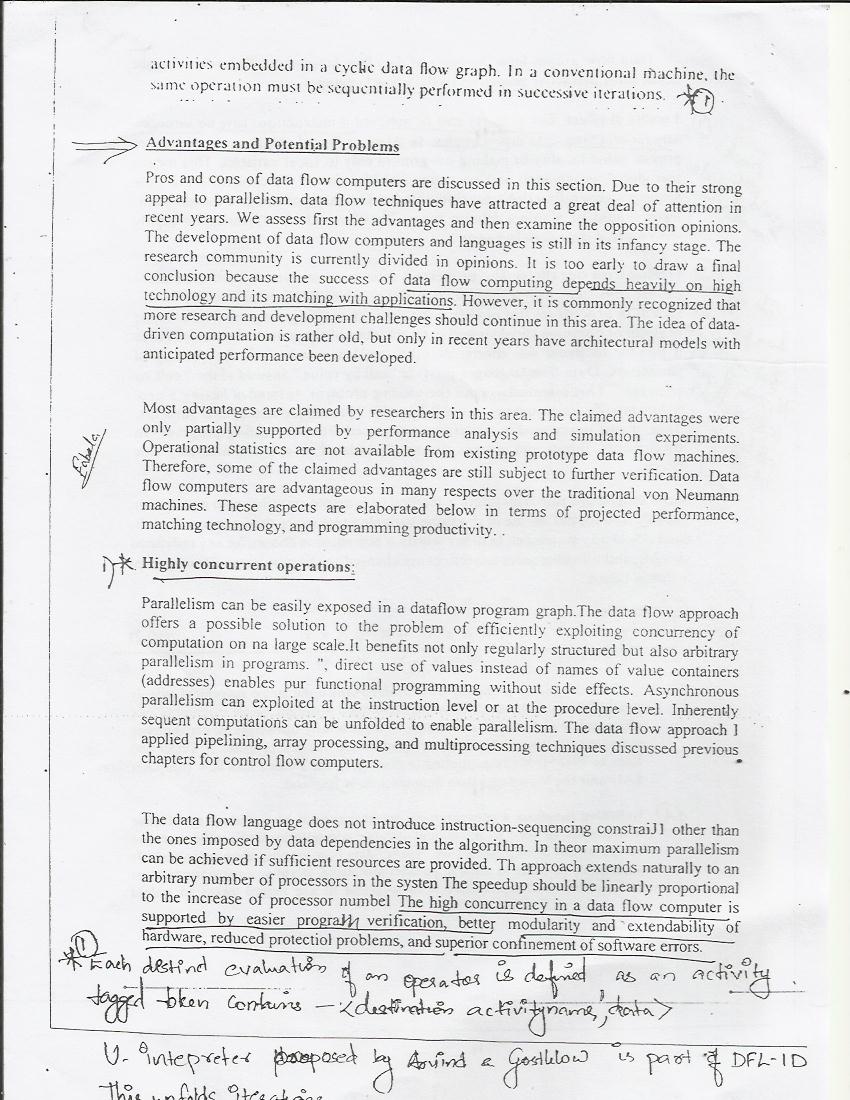 activities embedded in a cyclic data flow graph. In a conventional machine, the
same operation must be sequentially performed in successive iterations. * 1
Advantages and Potential Problems
Pros and cons of data flow computers are discussed in this section. Due to their strong
appeal to parallelism, data flow techniques have attracted a great deal of attention in
recent years. We assess first the advantages and then examine the opposition opinions.
The development of data flow computers and languages is still in its infancy stage. The
research community is currently divided in opinions. It is too early to draw a final
conclusion because the success of data flow computing depends heavily on high
technology and its matching with applications. However, it is commonly recognized that
more research and development challenges should continue in this area. The idea of data-
driven computation is rather old, but only in recent years have architectural models with
anticipated performance been developed.
Most advantages are claimed by researchers in this area. The claimed advantages were
only partially supported by performance analysis and simulation experiments.
Operational statistics are not available from existing prototype data flow machines.
Therefore, some of the claimed advantages are still subject to further verification. Data
flow computers are advantageous in many respects over the traditional von Neumann
machines. These aspects are elaborated below in terms of projected performance,
matching technology, and programming productivity. .
1) * Highly concurrent operations:
Parallelism can be easily exposed in a dataflow program graph.The data flow approach
offers a possible solution to the problem of efficiently exploiting concurrency of
computation on na large scale.It benefits not only regularly structured but also arbitrary
parallelism in programs. ", direct use of values instead of names of value containers
(addresses) enables pur functional programming without side effects. Asynchronous
parallelism can exploited at the instruction level or at the procedure level. Inherently
sequent computations can be unfolded to enable parallelism. The data flow approach l
applied pipelining, array processing, and multiprocessing techniques discussed previous
chapters for control flow computers.
The data flow language does not introduce instruction-sequencing constraiJ1 other than
the ones imposed by data dependencies in the algorithm. In theor maximum parallelism
can be achieved if sufficient resources are provided. Th approach extends naturally to an
arbitrary number of processors in the systen The speedup should be linearly proportional
to the increase of processor numbel The high concurrency in a data flow computer is
supported by easier program verification, better modularity and extendability of
hardware, reduced protectiol problems, and superior confinement of software errors.
* 1 Each distind evaluation of an operator is defined as an activity.
tagged token contains - <destination activityname, data>
U- intepreter proposed by Arvind & Gostelow is part of DFL-ID
This unfolds iterations